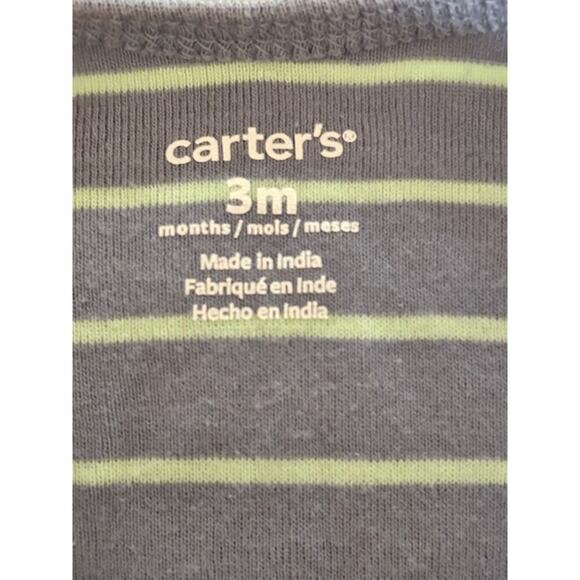 carter's®
3m
months / mois / meses
Made in India
Fabriqué en Inde
Hecho en India